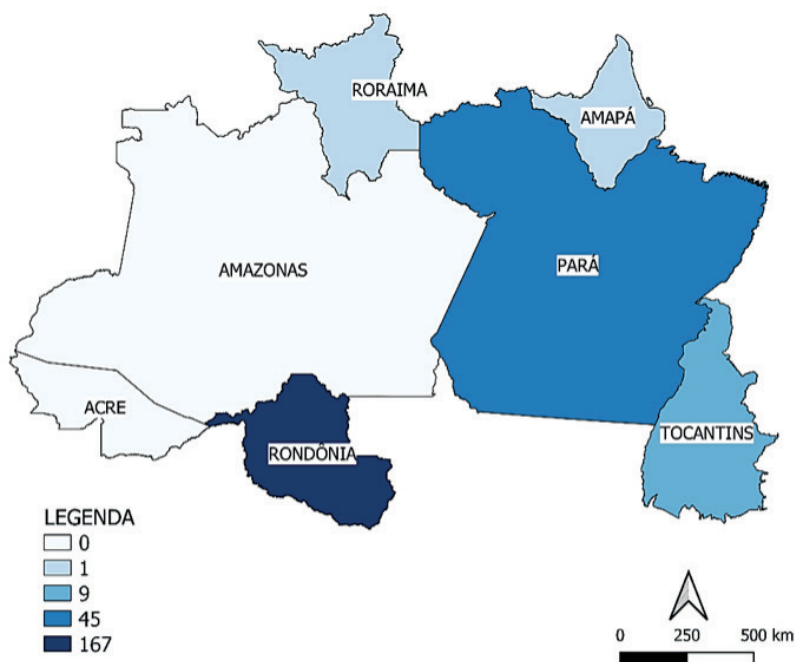 RORAIMA
AMAPÁ
AMAZONAS
PARÁ
ACRE
RONDÔNIA
TOCANTINS
LEGENDA
0
1
9
45
167
0 250 500 km